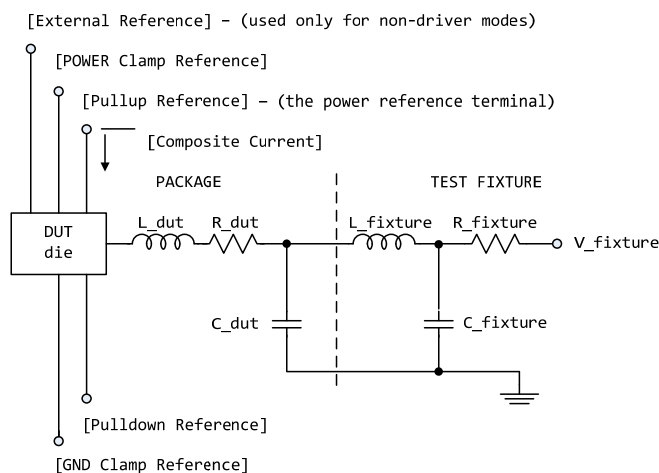 [External Reference] – (used only for non-driver modes)
[POWER Clamp Reference]
[Pullup Reference] – (the power reference terminal)
[Composite Current]
PACKAGE
TEST FIXTURE
L_dut
R_dut
L_fixture
R_fixture
DUT
die
V_fixture
C_dut
C_fixture
[Pulldown Reference]
[GND Clamp Reference]